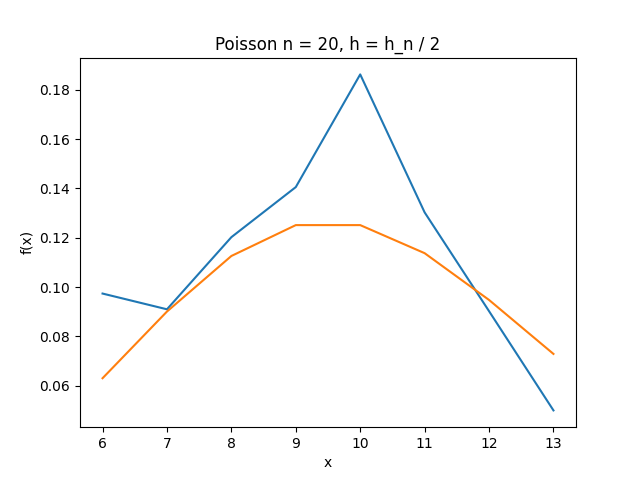 Poisson n = 20, h = h_n / 2
f(x)
0.18
0.16
0.14
0.12
0.10
0.08
0.06
6 7 8 9 10 11 12 13
x